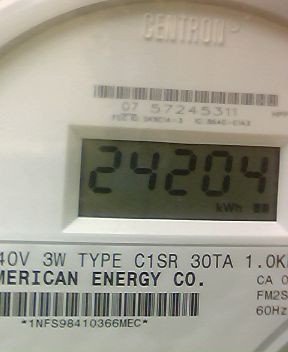 CENTRON
07 57245311
24204
kWh
40V 3W TYPE C1SR 30TA 1.0K
MERICAN ENERGY CO.
CA 0
FM2S
60Hz
*1NFS98410366MEC*